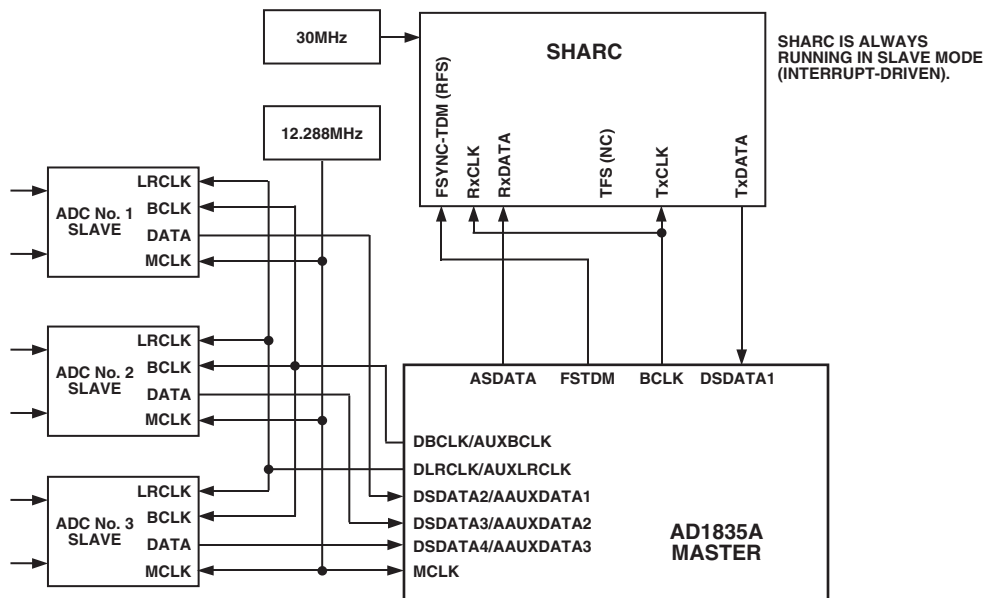 30MHz
SHARC
SHARC IS ALWAYS
RUNNING IN SLAVE MODE
(INTERRUPT-DRIVEN).
12.288MHz
FSYNC-TDM (RFS)
RxCLK
RxDATA
TFS (NC)
TxCLK
TxDATA
ADC No. 1
SLAVE
LRCLK
BCLK
DATA
MCLK
ADC No. 2
SLAVE
LRCLK
BCLK
DATA
MCLK
ADC No. 3
SLAVE
LRCLK
BCLK
DATA
MCLK
ASDATA
FSTDM
BCLK
DSDATA1
DBCLK/AUXBCLK
DLRCLK/AUXLRCLK
DSDATA2/AAUXDATA1
DSDATA3/AAUXDATA2
DSDATA4/AAUXDATA3
MCLK
AD1835A
MASTER